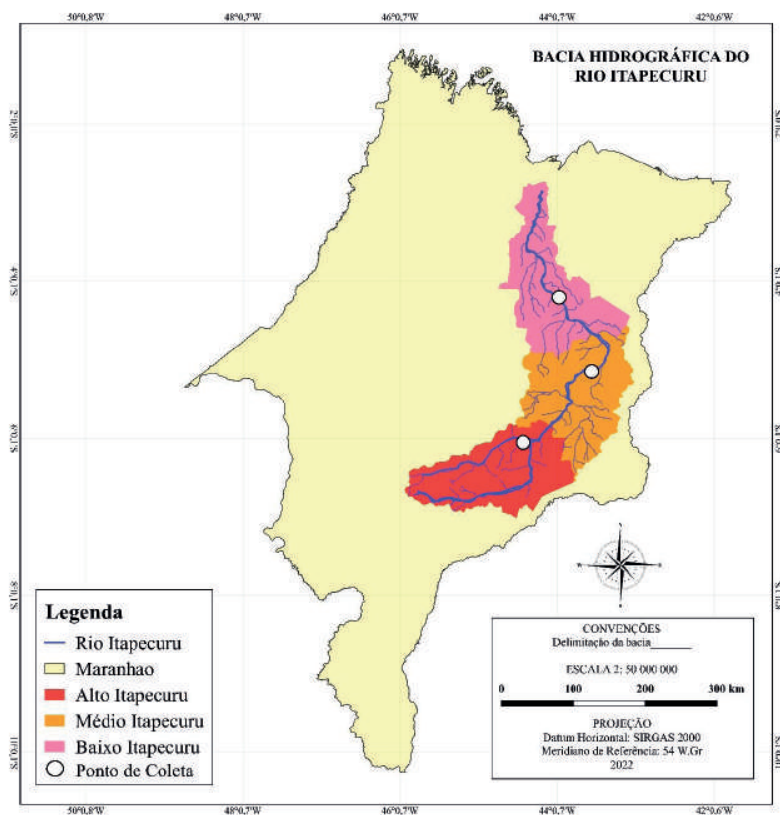 50°0.8'W 48°0.7'W 46°0.7'W 44°0.7'W 42°0.6'W
BACIA HIDROGRÁFICA DO
RIO ITAPECURU
Legenda
Rio Itapecuru
Maranhao
Alto Itapecuru
Médio Itapecuru
Baixo Itapecuru
Ponto de Coleta
CONVENÇÕES
Delimitação da bacia
ESCALA 2: 50 000 000
0 100 200 300 km
PROJEÇÃO
Datum Horizontal: SIRGAS 2000
Meridiano de Referência: 54 W.Gr
2022
50°0.8'W 48°0.7'W 46°0.7'W 44°0.7'W 42°0.6'W